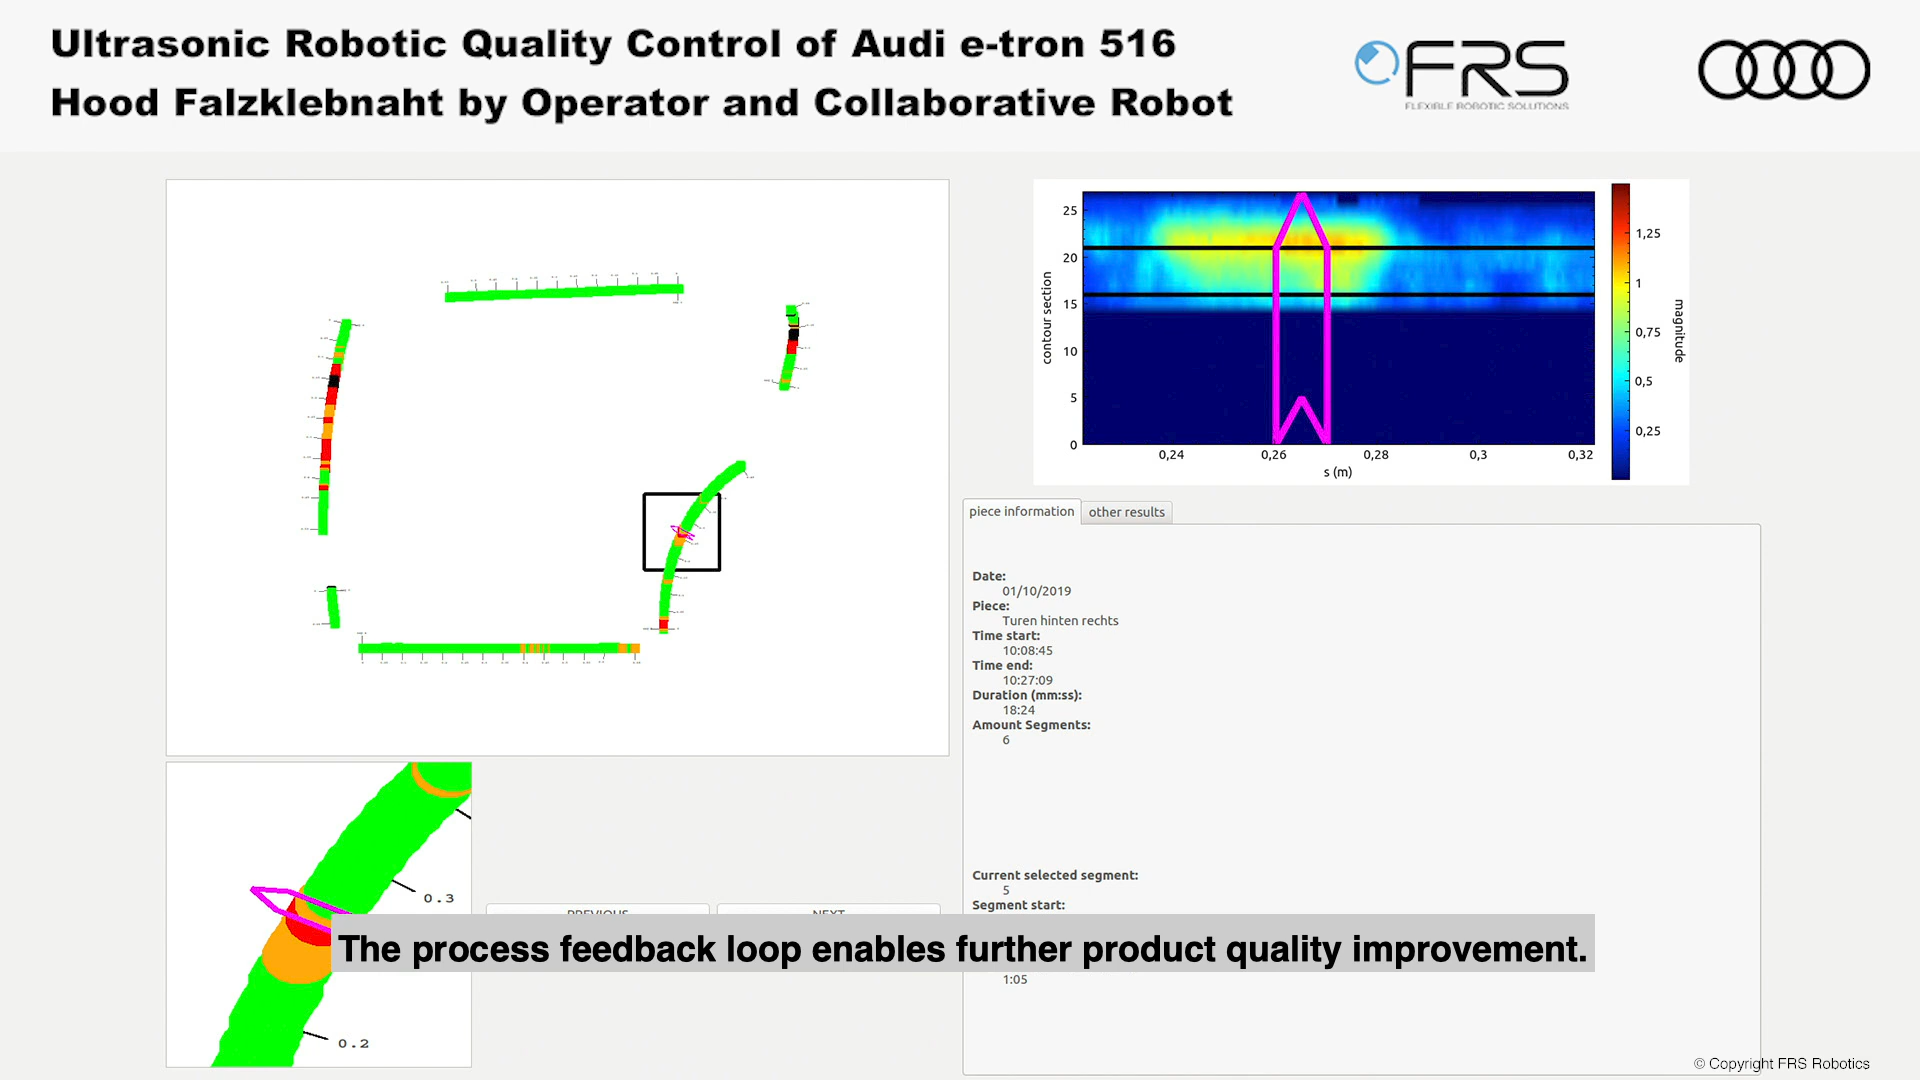 Ultrasonic Robotic Quality Control of Audi e-tron 516
Hood Falzklebnaht by Operator and Collaborative Robot
FRS
FLEXIBLE ROBOTIC SOLUTIONS
25
20
15
10
5
0
contour section
0,24
0,26
0,28
0,3
0,32
s (m)
1,25
1
0,75
0,5
0,25
magnitude
piece information
other results
Date:
01/10/2019
Piece:
Turen hinten rechts
Time start:
10:08:45
Time end:
10:27:09
Duration (mm:ss):
18:24
Amount Segments:
6
Current selected segment:
5
Segment start:
1:05
0.3
0.2
PREVIOUS
NEXT
The process feedback loop enables further product quality improvement.
© Copyright FRS Robotics